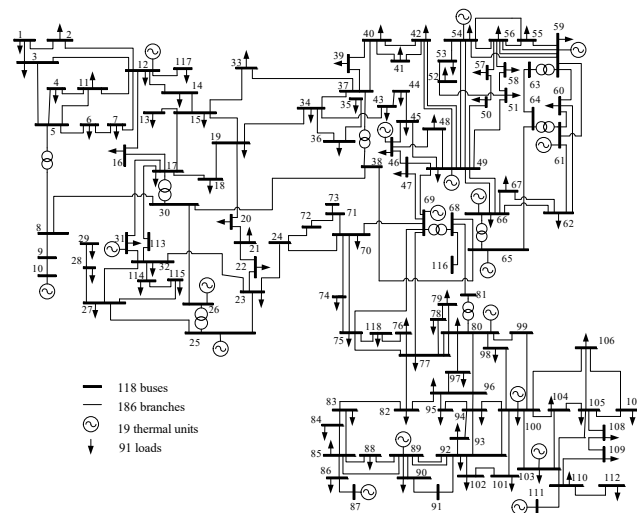 1 2 3 4 11 5 6 7 12 117 14 13 15 16 17 18 19 33
8 9 10 30 29 31 113 28 32 114 115 27 26 25
20 21 22 23 24 34 35 36 37 38 39 40 41 42
43 44 45 46 47 48 49 50 51 52 53 54 55 56 57 58 59
60 61 62 63 64 65 66 67 68 69 116
70 71 72 73 74 75 118 76 77 78 79 80 81
82 83 84 85 86 87 88 89 90 91 92 93 94 95 96 97 98 99
100 101 102 103 104 105 106 108 109 110 111 112
118 buses
186 branches
19 thermal units
91 loads